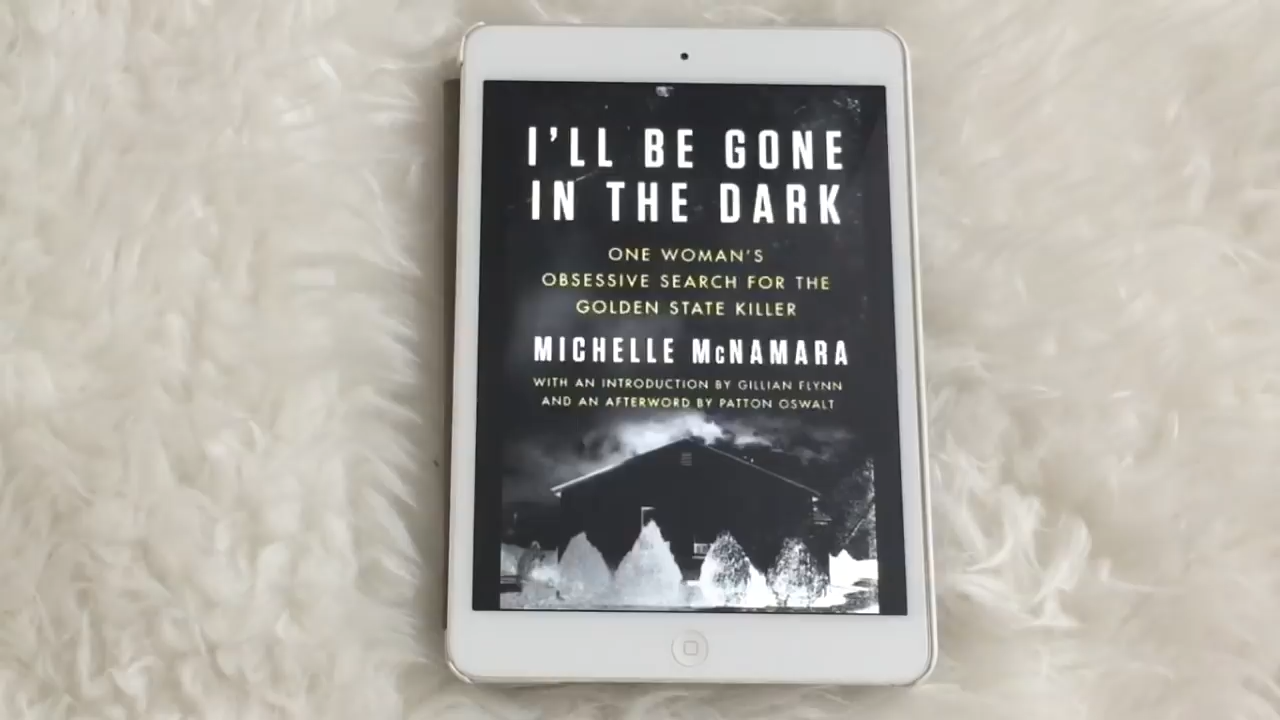 I'LL BE GONE
IN THE DARK
ONE WOMAN'S
OBSESSIVE SEARCH FOR THE
GOLDEN STATE KILLER
MICHELLE McNAMARA
WITH AN INTRODUCTION BY GILLIAN FLYNN
AND AN AFTERWORD BY PATTON OSWALT